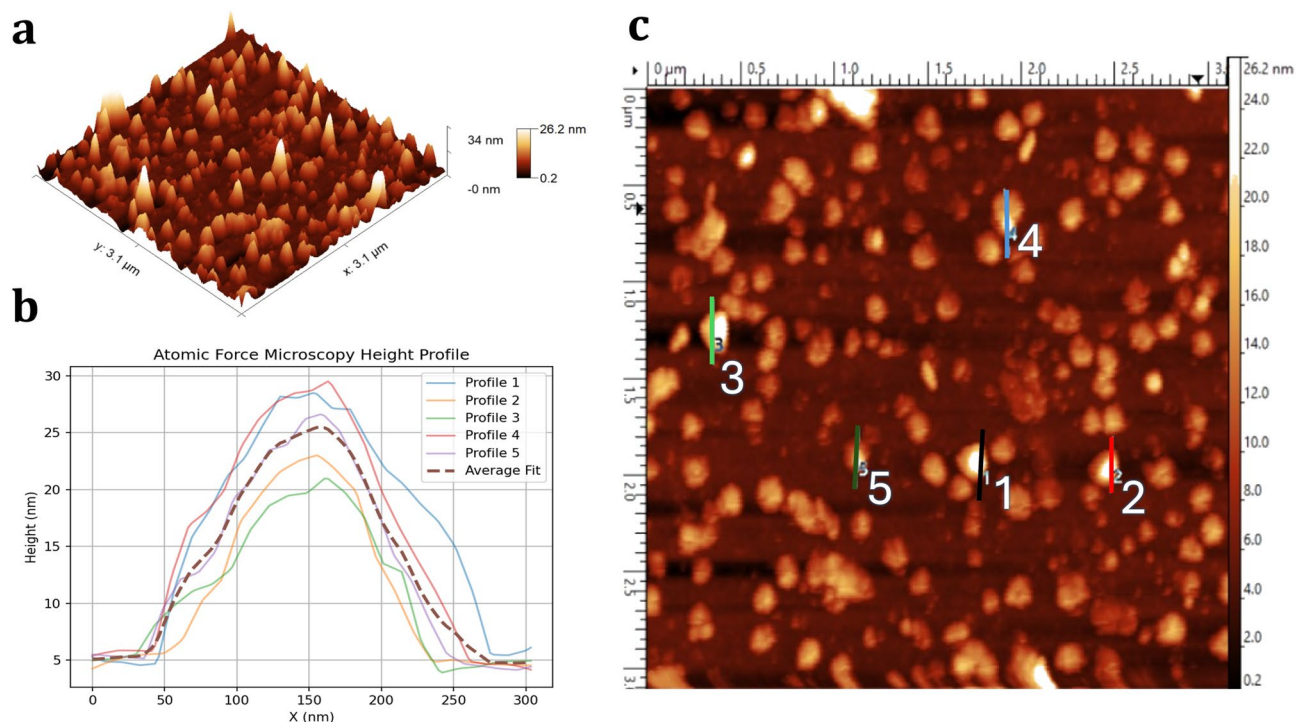 a
34 nm
26.2 nm
0.2
-0 nm
y: 3.1 µm
x: 3.1 µm
b
Atomic Force Microscopy Height Profile
Height (nm)
30
25
20
15
10
5
Profile 1
Profile 2
Profile 3
Profile 4
Profile 5
Average Fit
0
50
100
150
200
250
300
X (nm)
c
0 µm
0.5
1.0
1.5
2.0
2.5
3.
0 µm
0.5
1.0
1.5
2.0
2.5
3.
4
3
5
1
2
26.2 nm
24.0
22.0
20.0
18.0
16.0
14.0
12.0
10.0
8.0
6.0
4.0
2.0
0.2